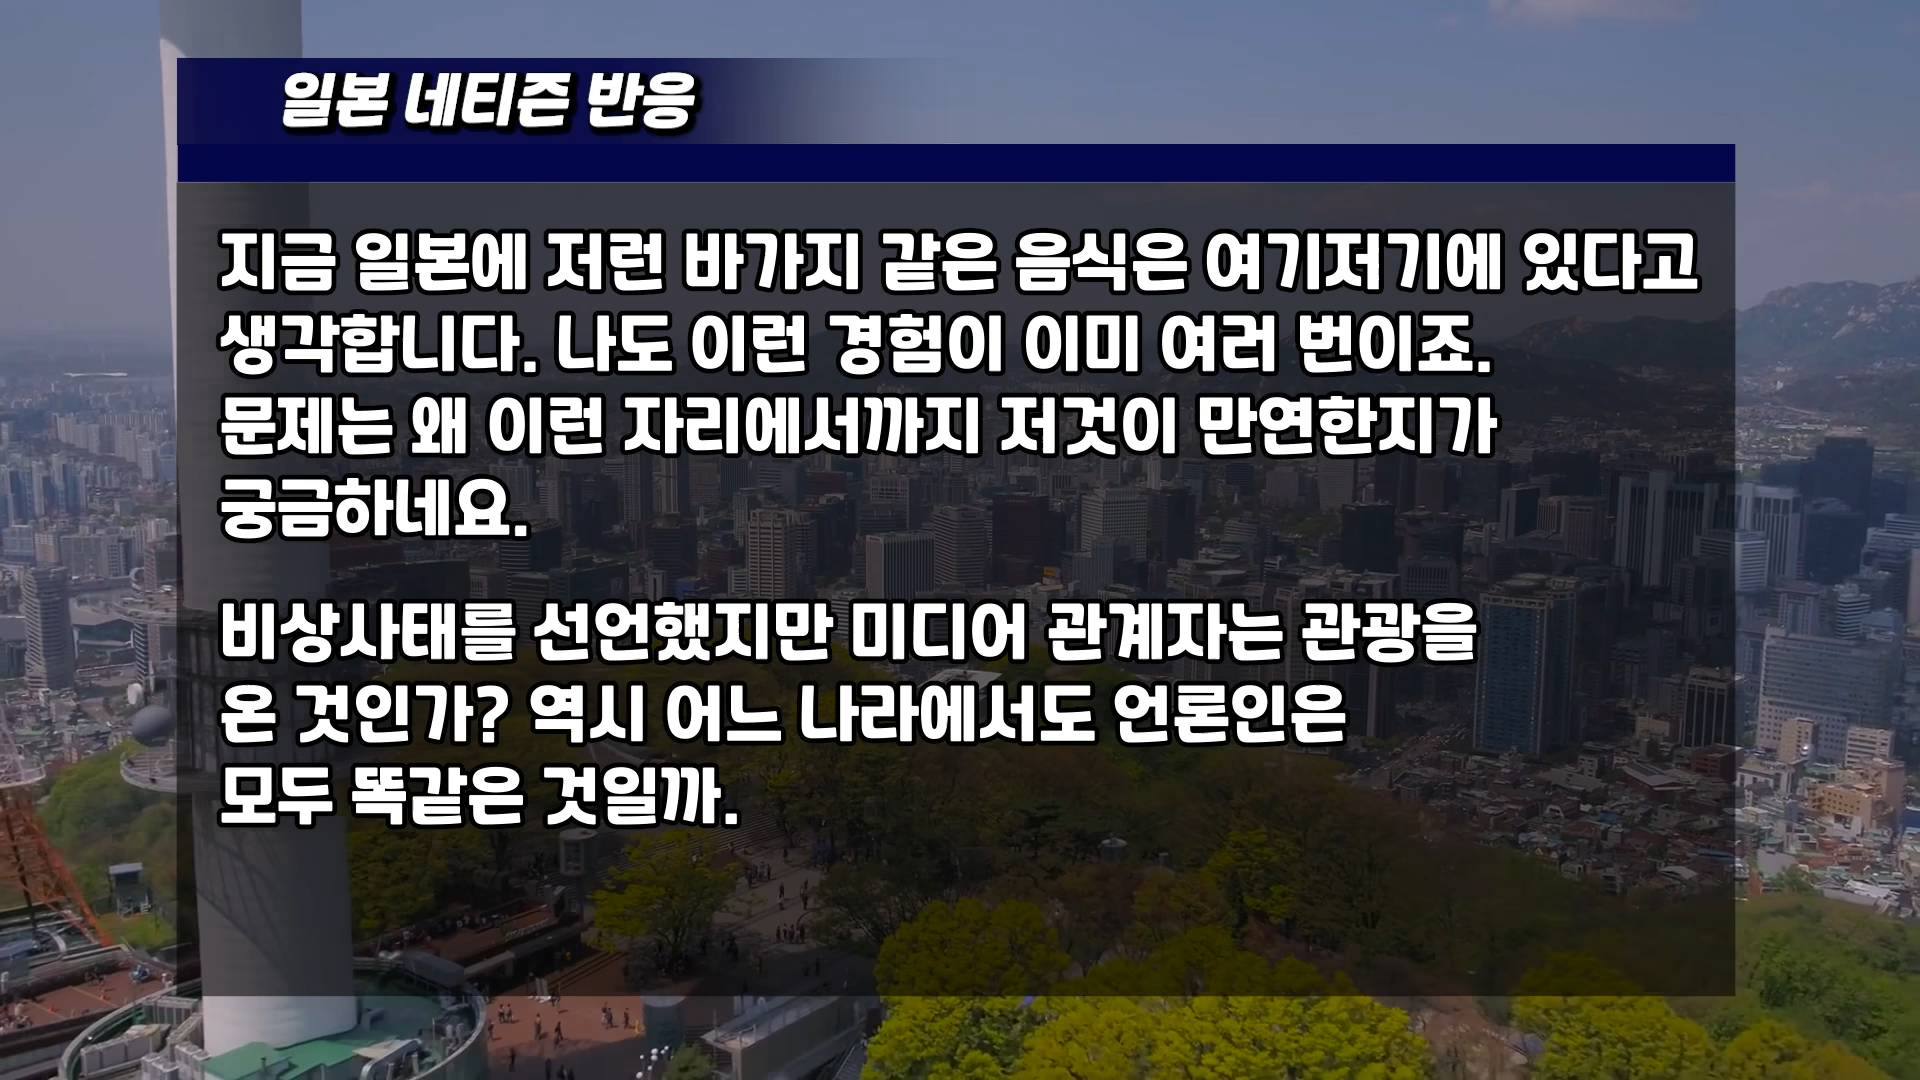 일본 네티즌 반응
지금 일본에 저런 바가지 같은 음식은 여기저기에 있다고
생각합니다. 나도 이런 경험이 이미 여러 번이죠.
문제는 왜 이런 자리에서까지 저것이 만연한지가
궁금하네요.
비상사태를 선언했지만 미디어 관계자는 관광을
온 것인가? 역시 어느 나라에서도 언론인은
모두 똑같은 것일까.